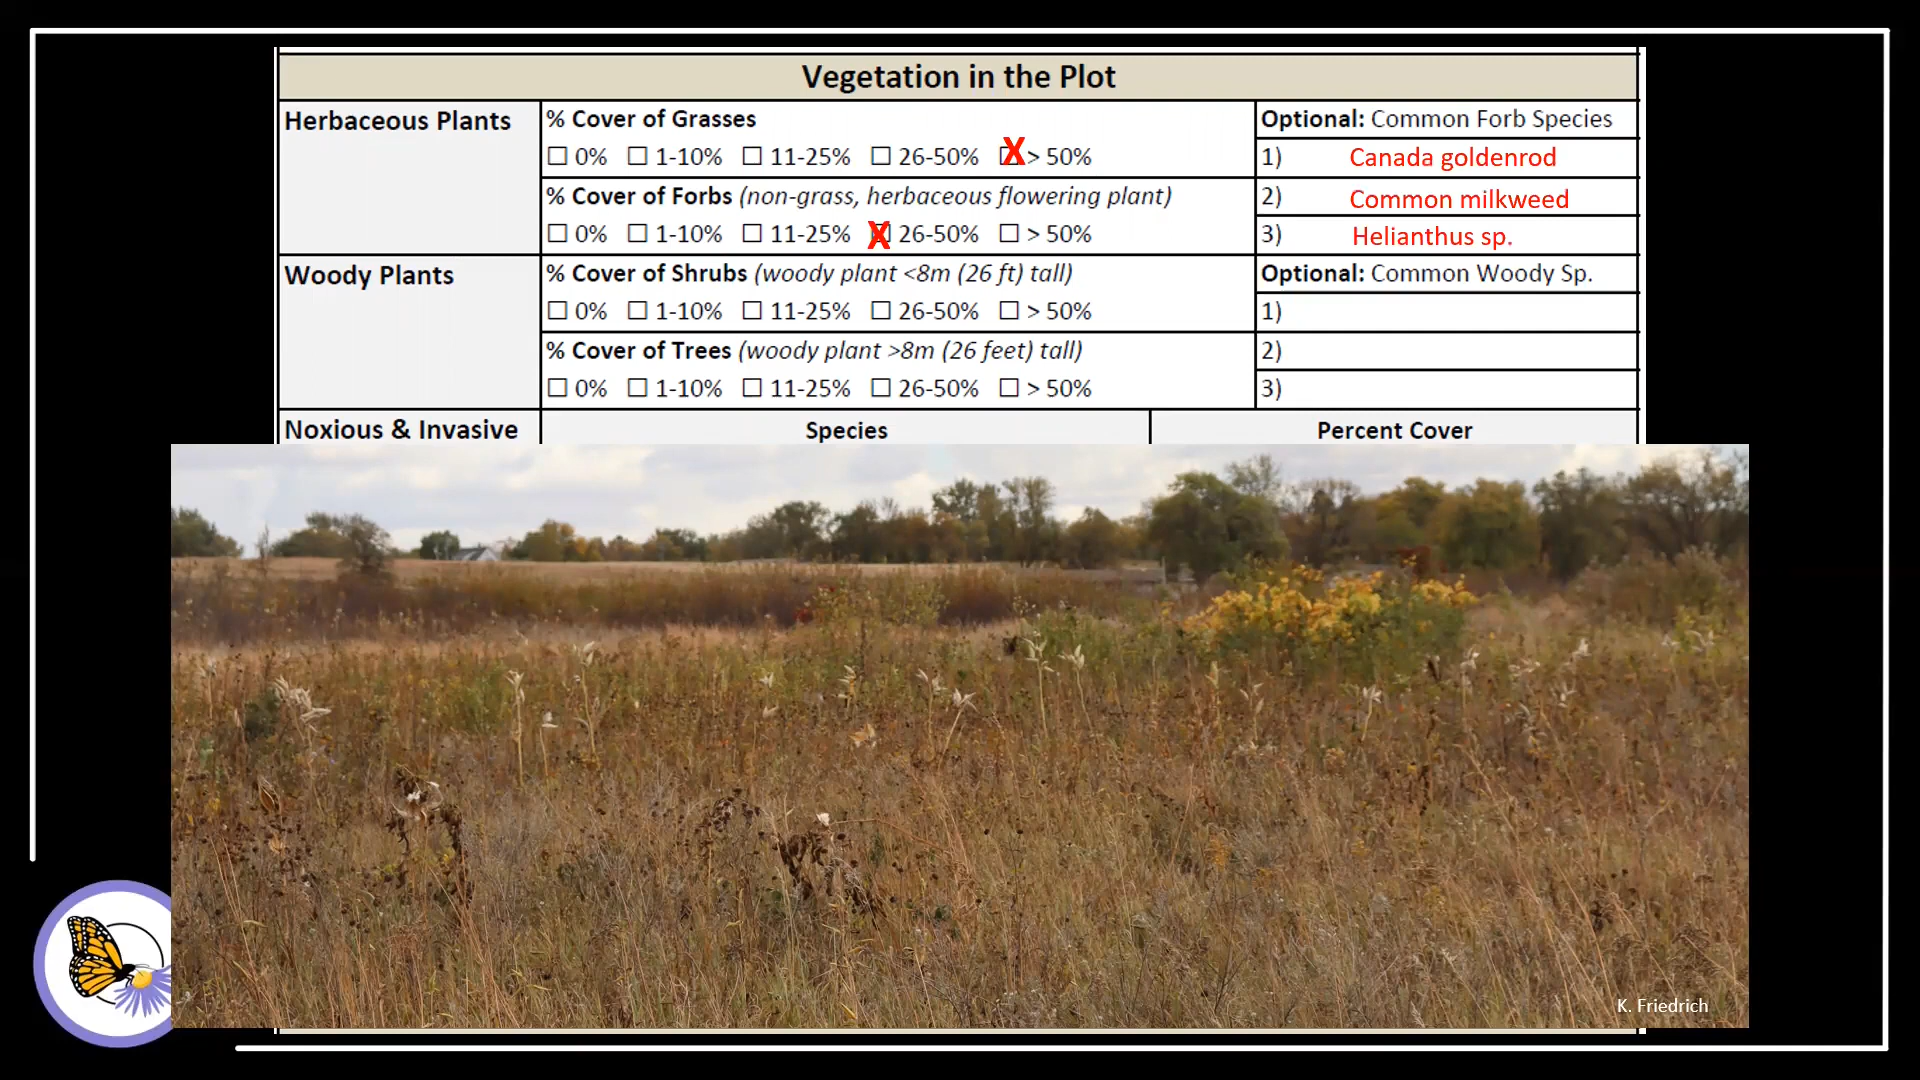 Vegetation in the Plot
Herbaceous Plants
% Cover of Grasses
☐ 0% ☐ 1-10% ☐ 11-25% ☐ 26-50% X > 50%
% Cover of Forbs (non-grass, herbaceous flowering plant)
☐ 0% ☐ 1-10% ☐ 11-25% X 26-50% ☐ > 50%
Optional: Common Forb Species
1) Canada goldenrod
2) Common milkweed
3) Helianthus sp.
Woody Plants
% Cover of Shrubs (woody plant <8m (26 ft) tall)
☐ 0% ☐ 1-10% ☐ 11-25% ☐ 26-50% ☐ > 50%
% Cover of Trees (woody plant >8m (26 feet) tall)
☐ 0% ☐ 1-10% ☐ 11-25% ☐ 26-50% ☐ > 50%
Optional: Common Woody Sp.
1)
2)
3)
Noxious & Invasive
Species
Percent Cover
K. Friedrich